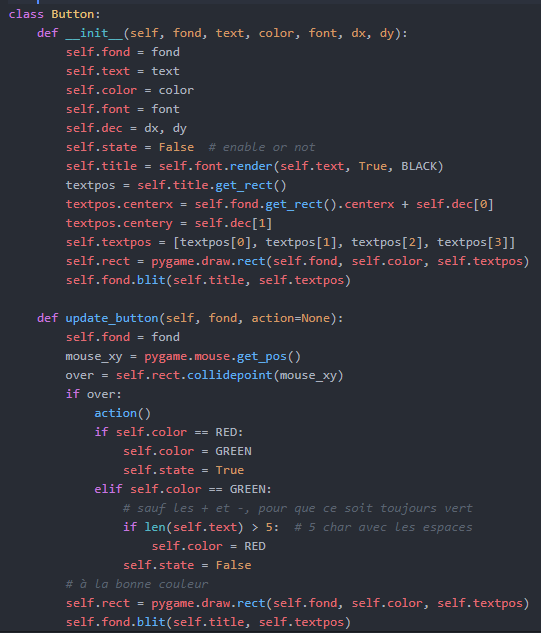 class Button:
    def __init__(self, fond, text, color, font, dx, dy):
        self.fond = fond
        self.text = text
        self.color = color
        self.font = font
        self.dec = dx, dy
        self.state = False  # enable or not
        self.title = self.font.render(self.text, True, BLACK)
        textpos = self.title.get_rect()
        textpos.centerx = self.fond.get_rect().centerx + self.dec[0]
        textpos.centery = self.dec[1]
        self.textpos = [textpos[0], textpos[1], textpos[2], textpos[3]]
        self.rect = pygame.draw.rect(self.fond, self.color, self.textpos)
        self.fond.blit(self.title, self.textpos)

    def update_button(self, fond, action=None):
        self.fond = fond
        mouse_xy = pygame.mouse.get_pos()
        over = self.rect.collidepoint(mouse_xy)
        if over:
            action()
            if self.color == RED:
                self.color = GREEN
                self.state = True
            elif self.color == GREEN:
                # sauf les + et -, pour que ce soit toujours vert
                if len(self.text) > 5:  # 5 char avec les espaces
                    self.color = RED
                self.state = False
        # à la bonne couleur
        self.rect = pygame.draw.rect(self.fond, self.color, self.textpos)
        self.fond.blit(self.title, self.textpos)